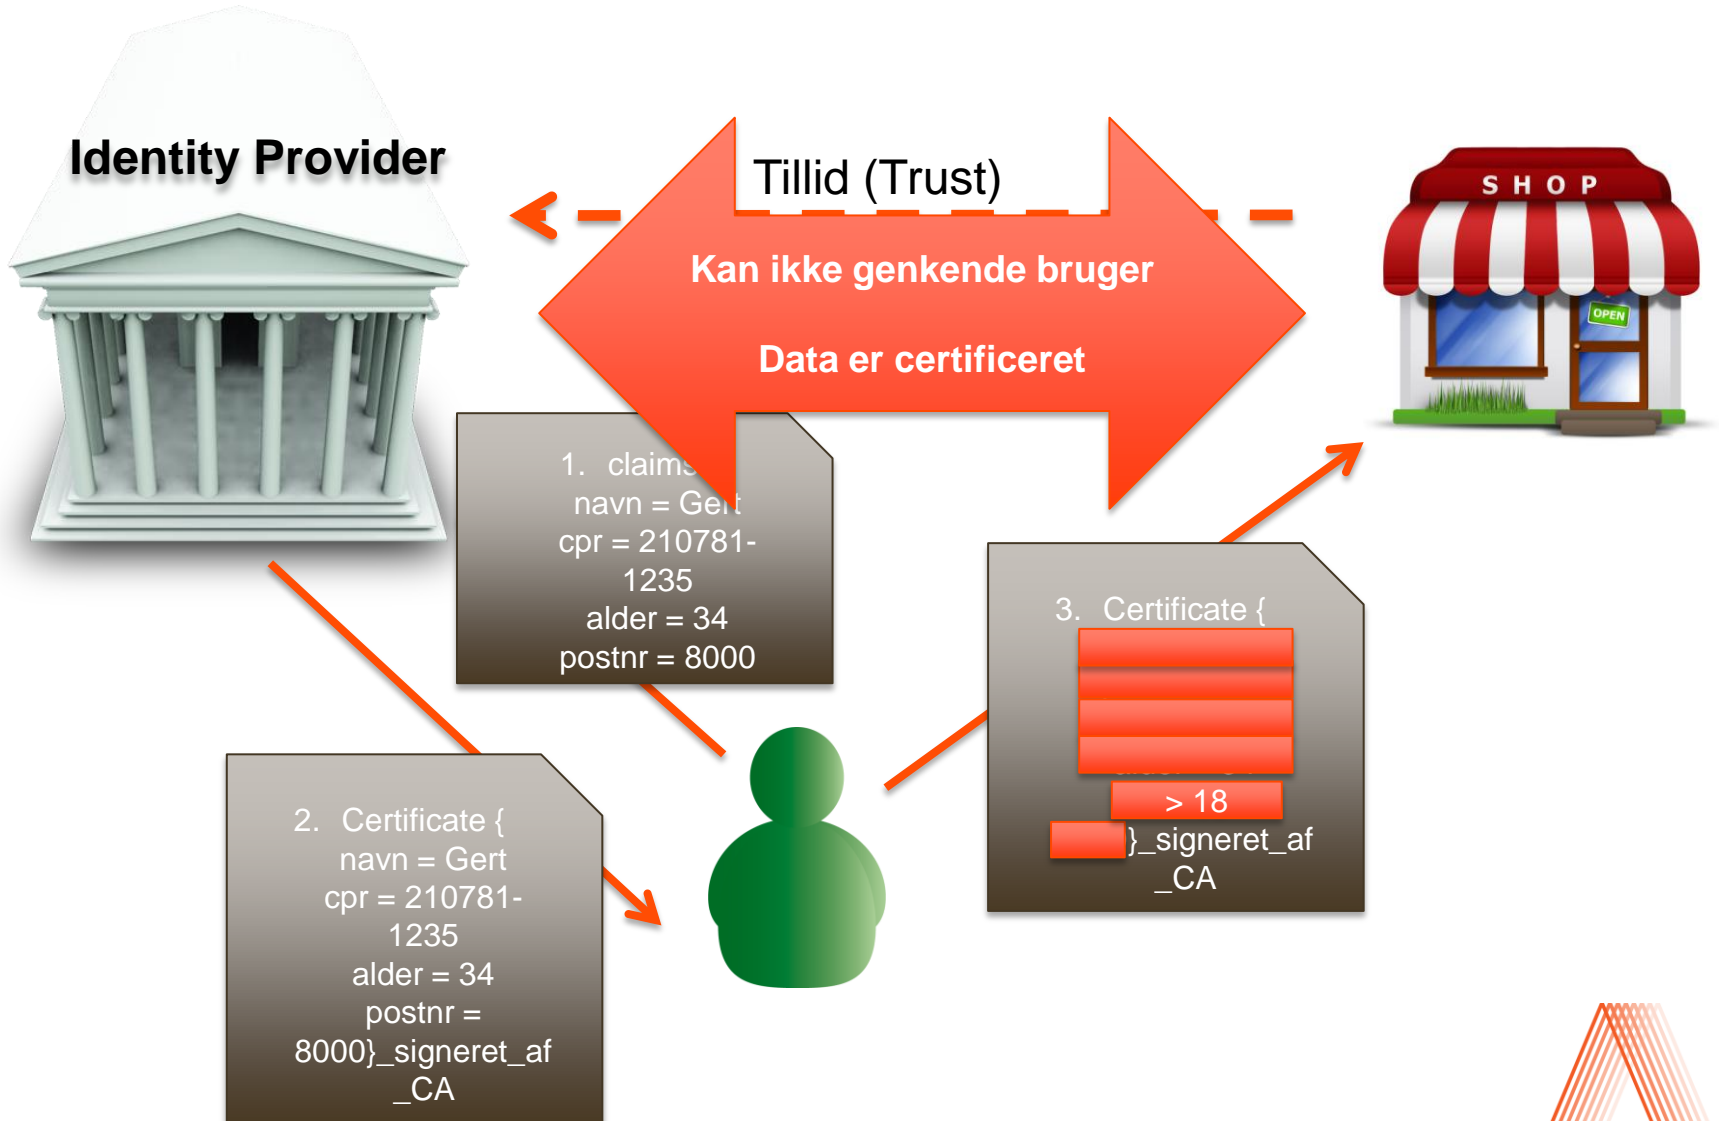 Identity Provider
Tillid (Trust)
SHOP
OPEN
Kan ikke genkende bruger
Data er certificeret
1. claims
navn = Gert
cpr = 210781-
1235
alder = 34
postnr = 8000
2. Certificate {
navn = Gert
cpr = 210781-
1235
alder = 34
postnr =
8000}_signeret_af
_CA
3. Certificate {
> 18
}_signeret_af
_CA